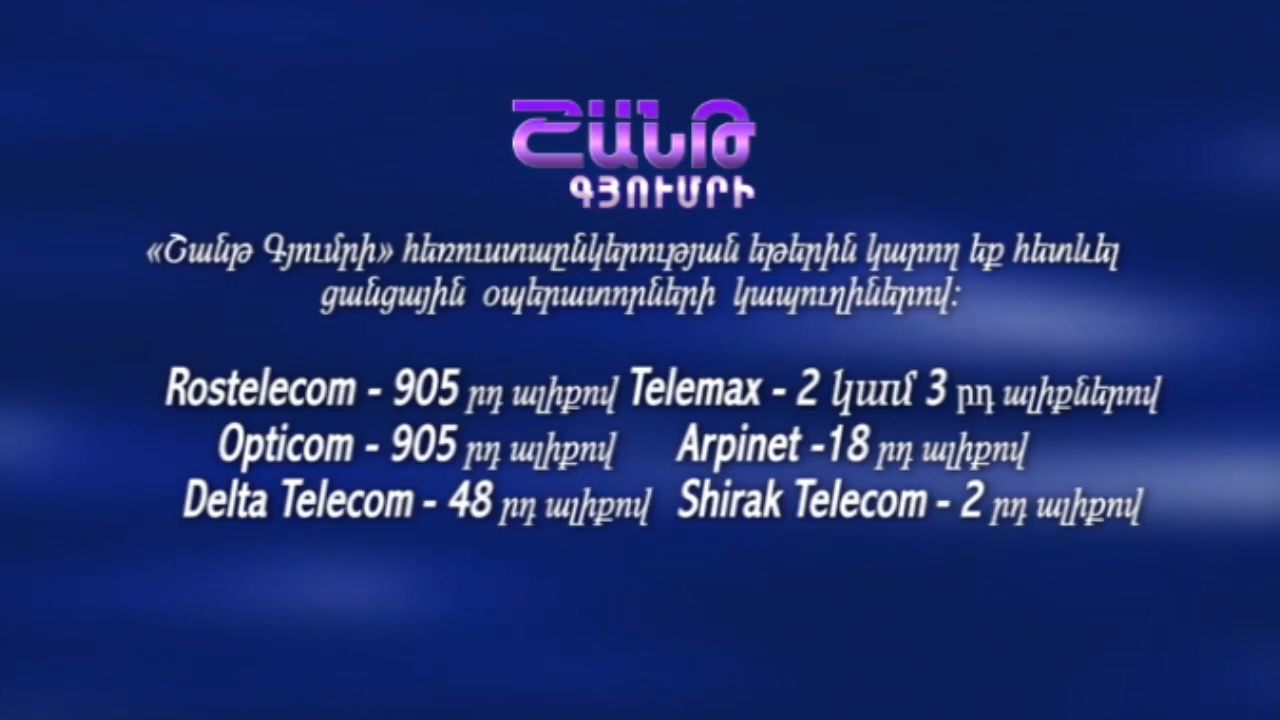 ՇԱՆԹ
ԳՅՈՒՄՐԻ
«Շանթ Գյումրի» հեռուստաընկերության եթերին կարող եք հետևել
ցանցային օպերատորների կապուղիներով:
Rostelecom - 905 րդ ալիքով Telemax - 2 կամ 3 րդ ալիքներով
Opticom - 905 րդ ալիքով Arpinet -18 րդ ալիքով
Delta Telecom - 48 րդ ալիքով Shirak Telecom - 2 րդ ալիքով